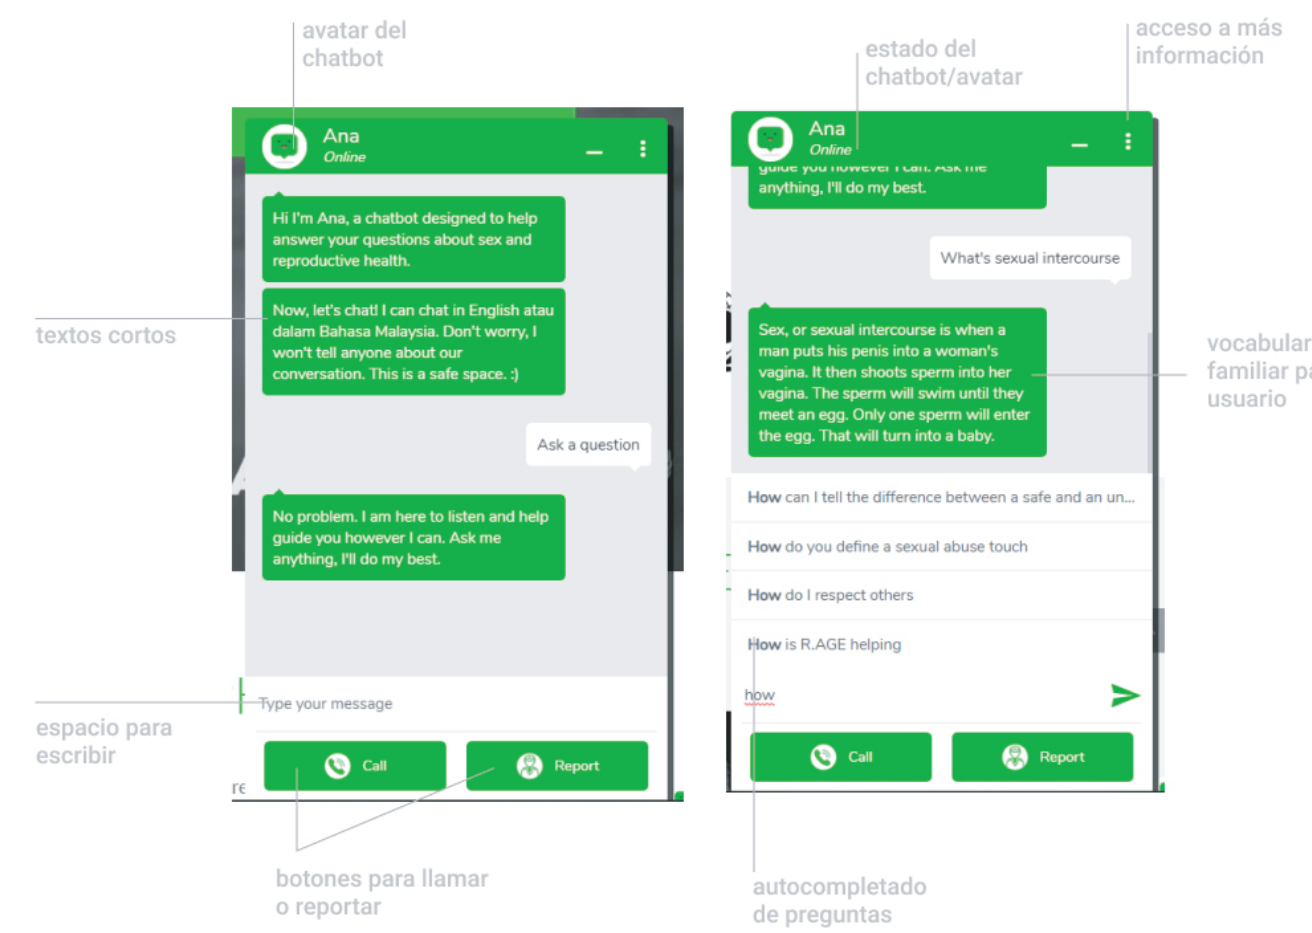 avatar del
chatbot
estado del
chatbot/avatar
acceso a más
información
Ana
Online
Hi I'm Ana, a chatbot designed to help
answer your questions about sex and
reproductive health.
Now, let's chat! I can chat in English atau
dalam Bahasa Malaysia. Don't worry, I
won't tell anyone about our
conversation. This is a safe space. :)
Ask a question
No problem. I am here to listen and help
guide you however I can. Ask me
anything, I'll do my best.
Type your message
Call
Report
textos cortos
espacio para
escribir
botones para llamar
o reportar
Ana
Online
guide you however I can. Ask me
anything, I'll do my best.
What's sexual intercourse
Sex, or sexual intercourse is when a
man puts his penis into a woman's
vagina. It then shoots sperm into her
vagina. The sperm will swim until they
meet an egg. Only one sperm will enter
the egg. That will turn into a baby.
How can I tell the difference between a safe and an un...
How do you define a sexual abuse touch
How do I respect others
How is R.AGE helping
how
Call
Report
vocabular
familiar pa
usuario
autocompletado
de preguntas
re